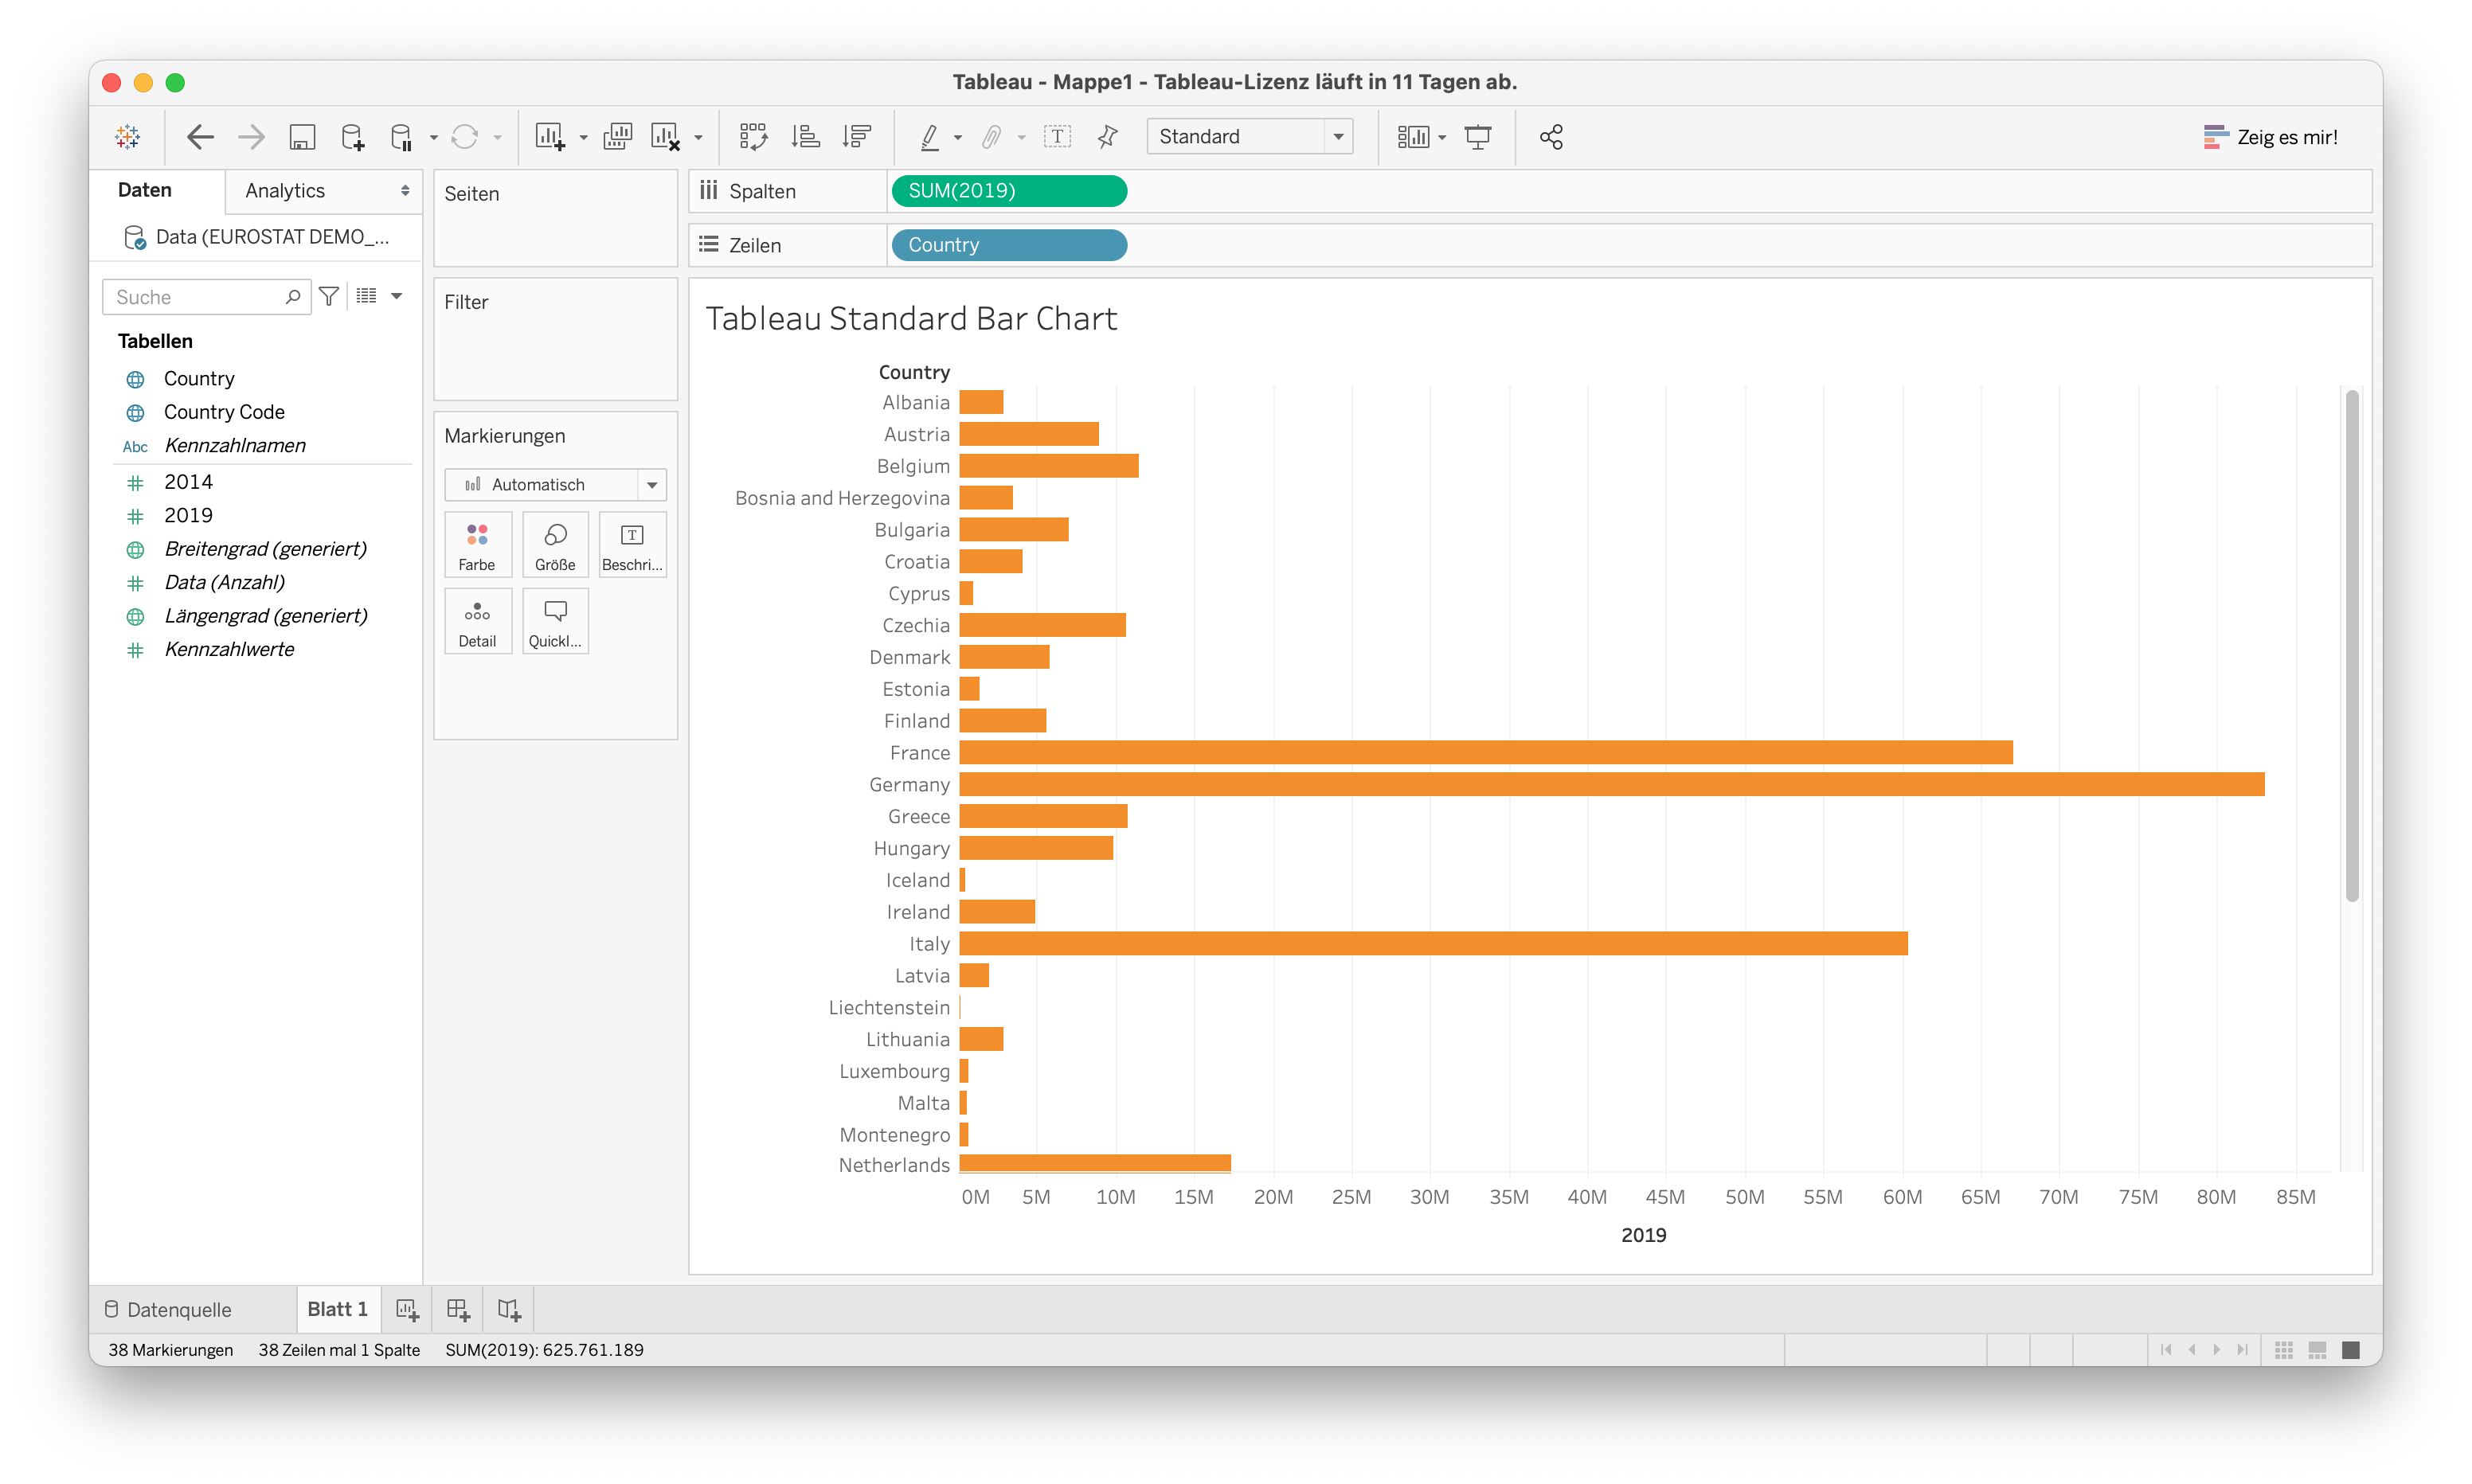 Tableau - Mappe1 - Tableau-Lizenz läuft in 11 Tagen ab.
Standard
Zeig es mir!
Daten
Analytics
Data (EUROSTAT DEMO_...
Suche
Tabellen
Country
Country Code
Abc Kennzahlnamen
2014
2019
Breitengrad (generiert)
Data (Anzahl)
Längengrad (generiert)
Kennzahlwerte
Seiten
Filter
Markierungen
Automatisch
Farbe
Größe
T
Beschri...
Detail
Quickl...
Spalten
SUM(2019)
Zeilen
Country
Tableau Standard Bar Chart
Country
Albania
Austria
Belgium
Bosnia and Herzegovina
Bulgaria
Croatia
Cyprus
Czechia
Denmark
Estonia
Finland
France
Germany
Greece
Hungary
Iceland
Ireland
Italy
Latvia
Liechtenstein
Lithuania
Luxembourg
Malta
Montenegro
Netherlands
0M 5M 10M 15M 20M 25M 30M 35M 40M 45M 50M 55M 60M 65M 70M 75M 80M 85M
2019
Datenquelle
Blatt 1
38 Markierungen 38 Zeilen mal 1 Spalte SUM(2019): 625.761.189